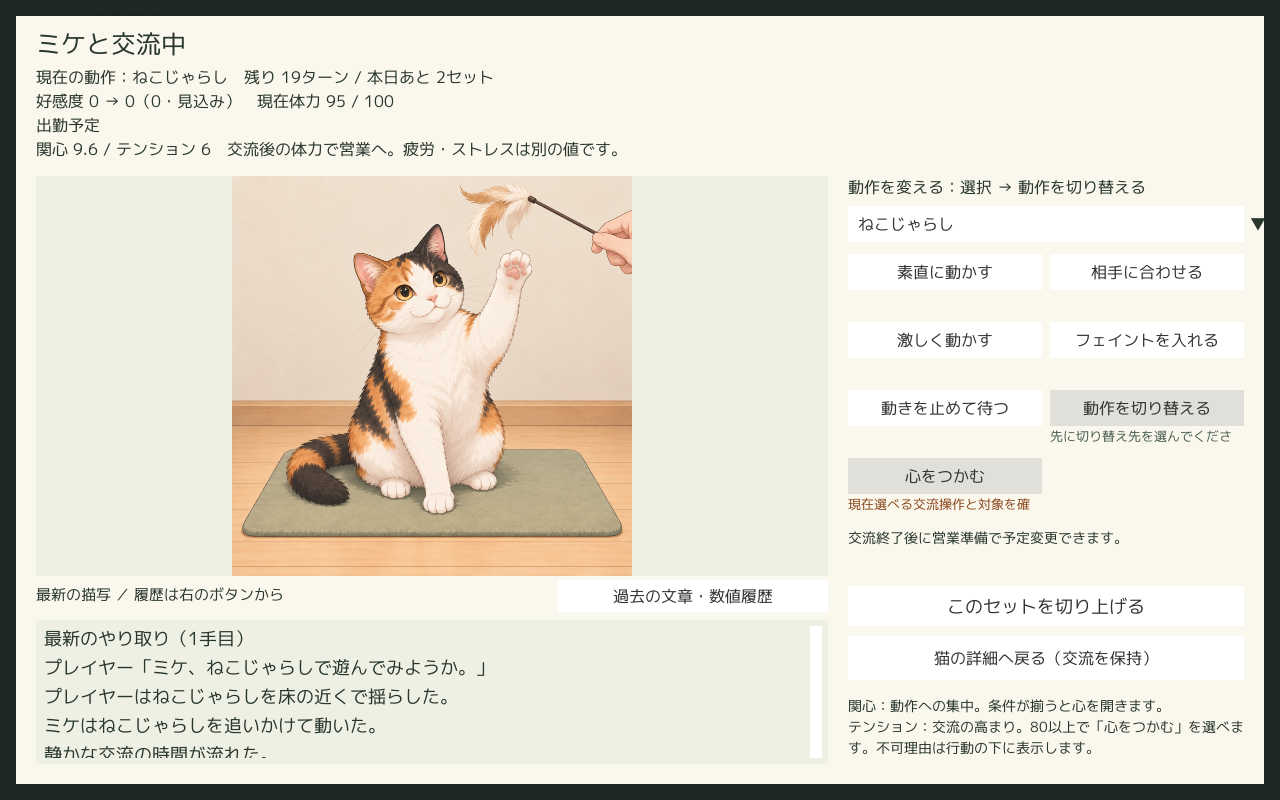 ミケと交流中
現在の動作：ねこじゃらし　残り 19ターン / 本日あと 2セット
好感度 0 → 0（0・見込み）　現在体力 95 / 100
出勤予定
関心 9.6 / テンション 6　交流後の体力で営業へ。疲労・ストレスは別の値です。
動作を変える：選択 → 動作を切り替える
ねこじゃらし
▼
素直に動かす
相手に合わせる
激しく動かす
フェイントを入れる
動きを止めて待つ
動作を切り替える
先に切り替え先を選んでくださ
心をつかむ
現在選べる交流操作と対象を確
交流終了後に営業準備で予定変更できます。
最新の描写 ／ 履歴は右のボタンから
過去の文章・数値履歴
このセットを切り上げる
猫の詳細へ戻る（交流を保持）
最新のやり取り（1手目）
プレイヤー「ミケ、ねこじゃらしで遊んでみようか。」
プレイヤーはねこじゃらしを床の近くで揺らした。
ミケはねこじゃらしを追いかけて動いた。
静かな交流の時間が流れた。
関心：動作への集中。条件が揃うと心を開きます。
テンション：交流の高まり。80以上で「心をつかむ」を選べま
す。不可理由は行動の下に表示します。